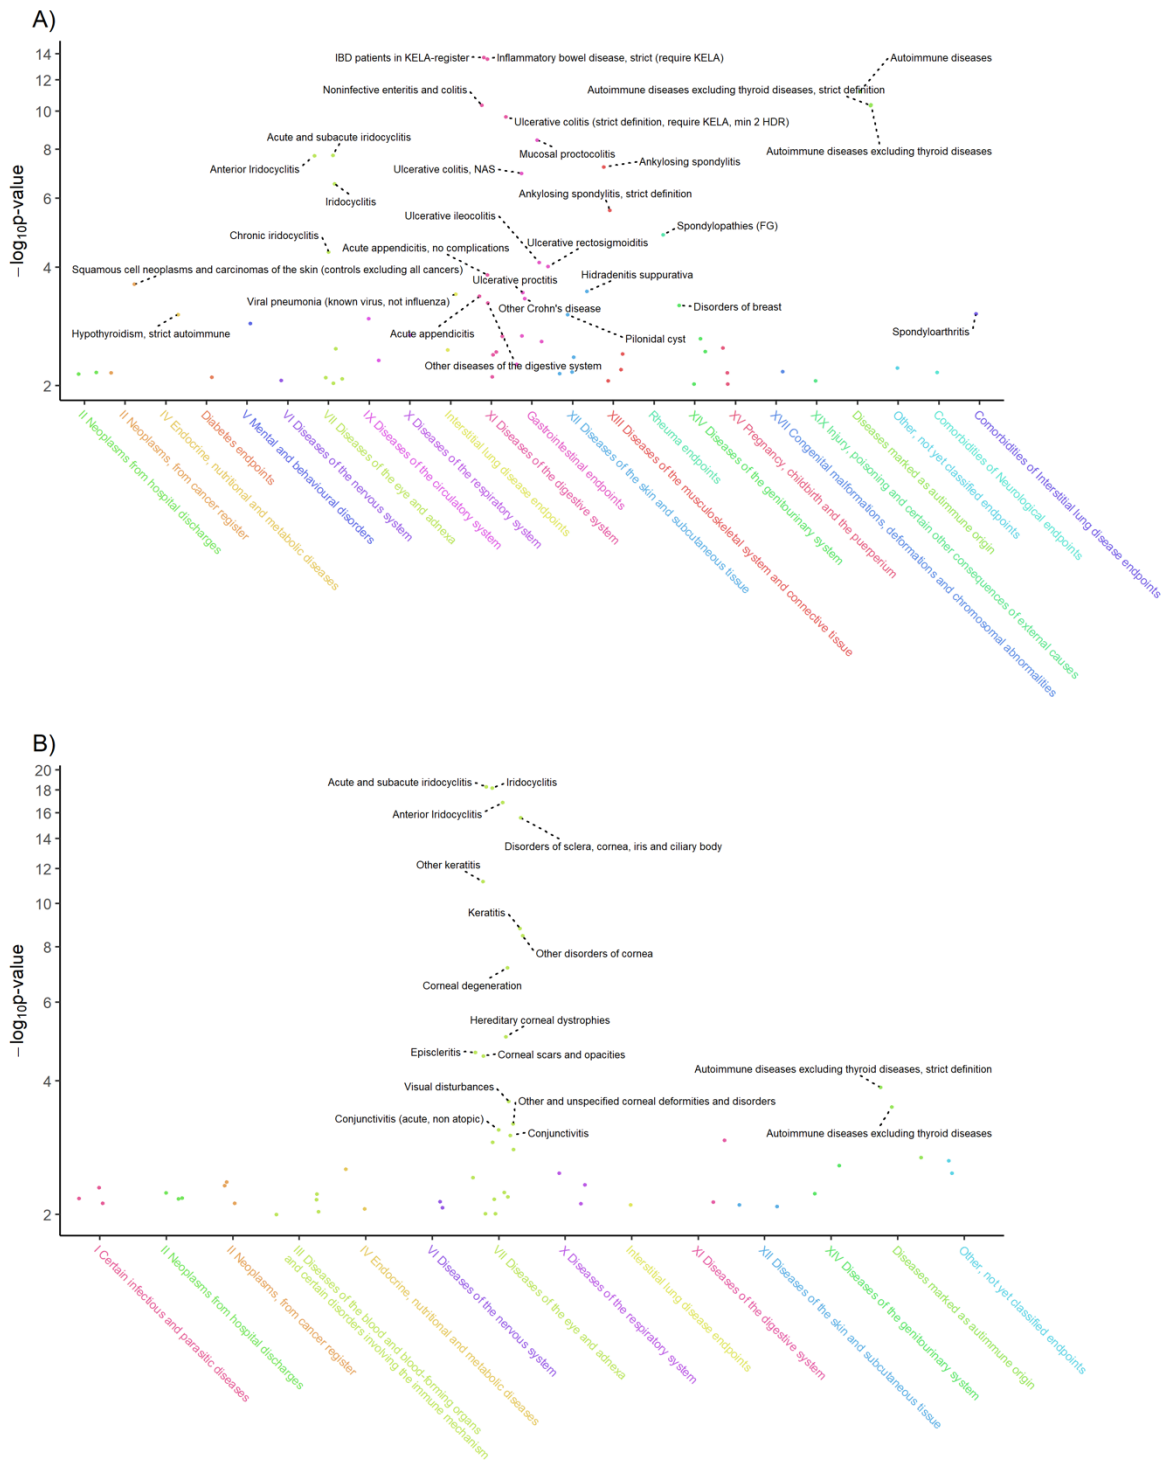 A)
14
12
10
8
6
4
2
−log10p-value
IBD patients in KELA-register
Inflammatory bowel disease, strict (require KELA)
Autoimmune diseases
Noninfective enteritis and colitis
Autoimmune diseases excluding thyroid diseases, strict definition
Ulcerative colitis (strict definition, require KELA, min 2 HDR)
Acute and subacute iridocyclitis
Mucosal proctocolitis
Autoimmune diseases excluding thyroid diseases
Anterior Iridocyclitis
Ulcerative colitis, NAS
Ankylosing spondylitis
Iridocyclitis
Ankylosing spondylitis, strict definition
Ulcerative ileocolitis
Spondylopathies (FG)
Chronic iridocyclitis
Acute appendicitis, no complications
Ulcerative rectosigmoiditis
Squamous cell neoplasms and carcinomas of the skin (controls excluding all cancers)
Ulcerative proctitis
Hidradenitis suppurativa
Viral pneumonia (known virus, not influenza)
Other Crohn's disease
Disorders of breast
Hypothyroidism, strict autoimmune
Acute appendicitis
Pilonidal cyst
Spondyloarthritis
Other diseases of the digestive system
II Neoplasms from hospital discharges
II Neoplasms, from cancer register
IV Endocrine, nutritional and metabolic diseases
Diabetes endpoints
V Mental and behavioural disorders
VI Diseases of the nervous system
VII Diseases of the eye and adnexa
IX Diseases of the circulatory system
X Diseases of the respiratory system
Interstitial lung disease endpoints
XI Diseases of the digestive system
Gastrointestinal endpoints
XII Diseases of the skin and subcutaneous tissue
XIII Diseases of the musculoskeletal system and connective tissue
Rheuma endpoints
XIV Diseases of the genitourinary system
XV Pregnancy, childbirth and the puerperium
XVII Congenital malformations, deformations and chromosomal abnormalities
XIX Injury, poisoning and certain other consequences of external causes
Diseases marked as autimmune origin
Other, not yet classified endpoints
Comorbidities of Neurological endpoints
Comorbidities of Interstitial lung disease endpoints
B)
20
18
16
14
12
10
8
6
4
2
−log10p-value
Acute and subacute iridocyclitis
Iridocyclitis
Anterior Iridocyclitis
Disorders of sclera, cornea, iris and ciliary body
Other keratitis
Keratitis
Other disorders of cornea
Corneal degeneration
Hereditary corneal dystrophies
Episcleritis
Corneal scars and opacities
Autoimmune diseases excluding thyroid diseases, strict definition
Visual disturbances
Other and unspecified corneal deformities and disorders
Conjunctivitis (acute, non atopic)
Conjunctivitis
Autoimmune diseases excluding thyroid diseases
I Certain infectious and parasitic diseases
II Neoplasms from hospital discharges
II Neoplasms, from cancer register
III Diseases of the blood and blood-forming organs
and certain disorders involving the immune mechanism
IV Endocrine, nutritional and metabolic diseases
VI Diseases of the nervous system
VII Diseases of the eye and adnexa
X Diseases of the respiratory system
Interstitial lung disease endpoints
XI Diseases of the digestive system
XII Diseases of the skin and subcutaneous tissue
XIV Diseases of the genitourinary system
Diseases marked as autimmune origin
Other, not yet classified endpoints